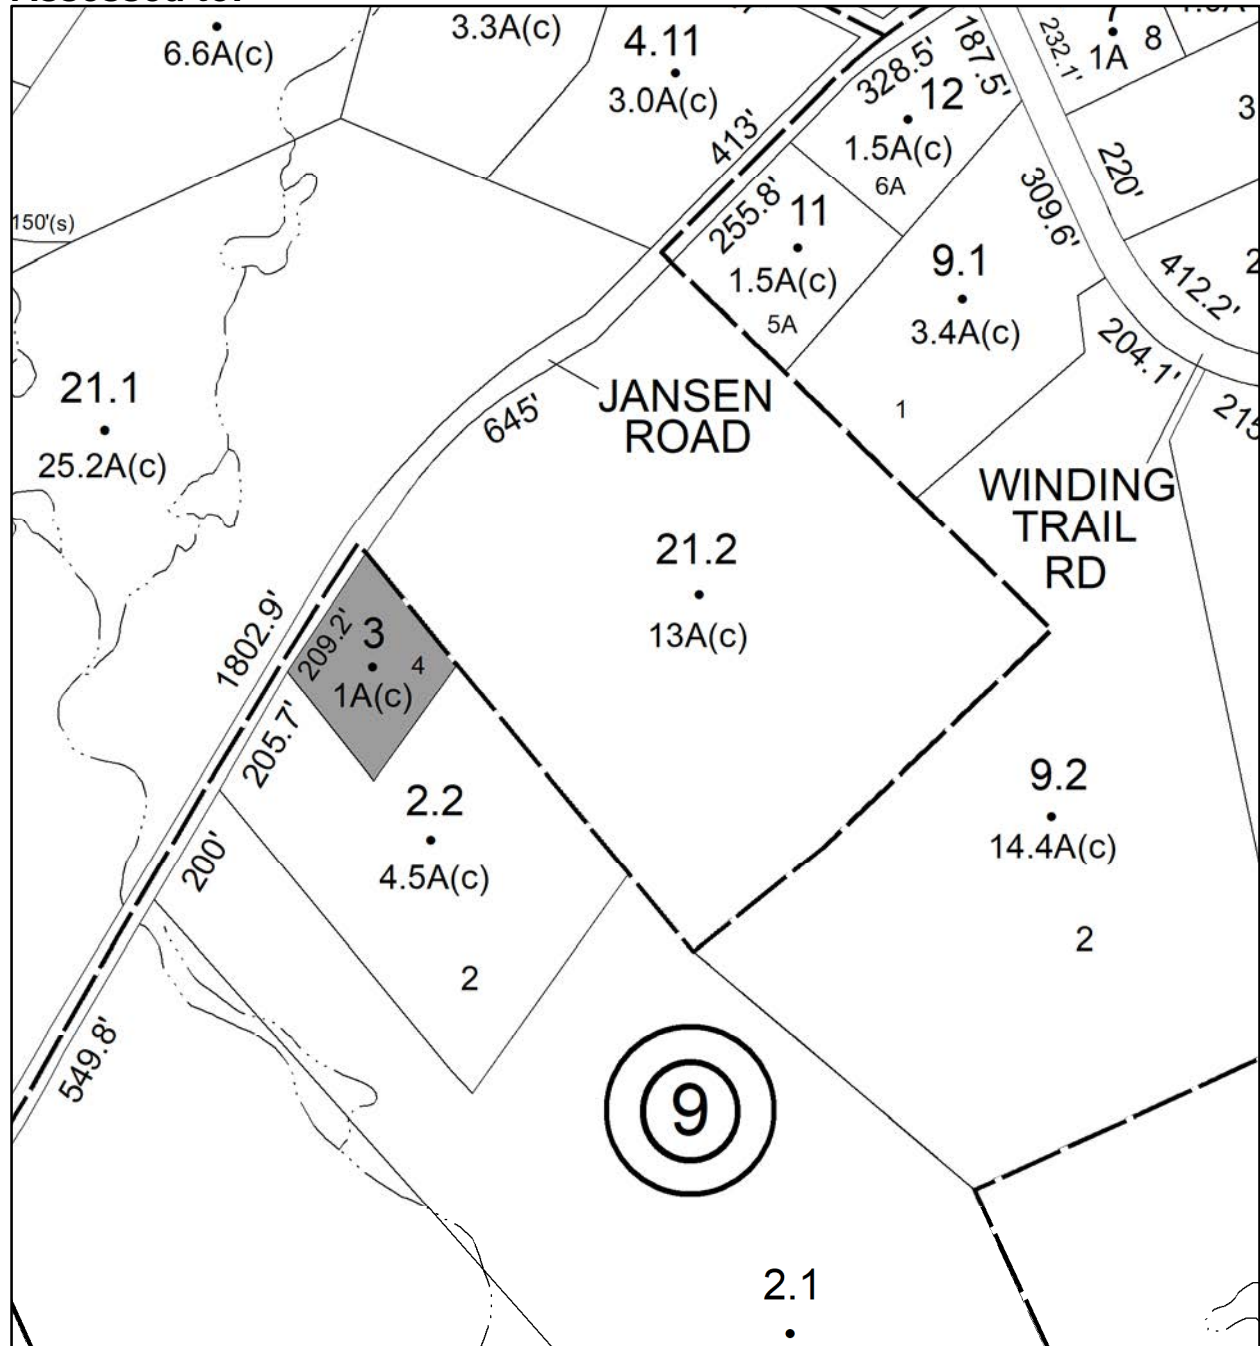 6.6A(c)
3.3A(c)
4.11
3.0A(c)
413'
328.5'
187.5'
232.1'
1A
8
12
1.5A(c)
6A
3
220'
150'(s)
255.8'
11
1.5A(c)
5A
309.6'
9.1
3.4A(c)
1
412.2'
2
204.1'
21.1
25.2A(c)
645'
JANSEN
ROAD
WINDING
TRAIL
RD
21.2
13A(c)
1802.9'
209.2'
3
4
1A(c)
205.7'
2.2
4.5A(c)
2
200'
9.2
14.4A(c)
2
549.8'
9
2.1